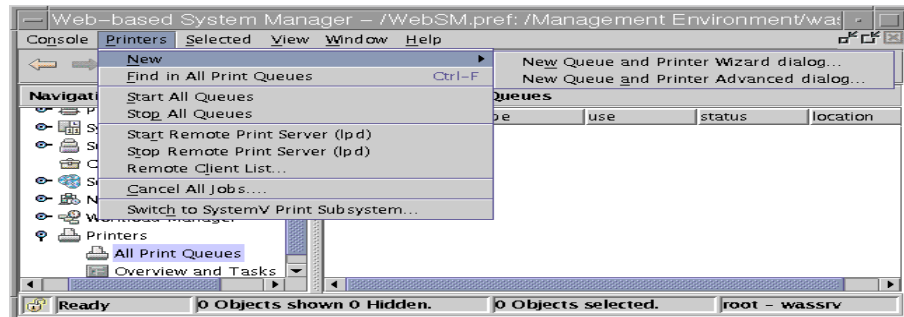 Web-based System Manager - /WebSM.pref: /Management Environment/was
Console Printers Selected View Window Help
New
New Queue and Printer Wizard dialog...
Find in All Print Queues Ctrl-F
New Queue and Printer Advanced dialog...
Navigati
Start All Queues
Queues
Stop All Queues
use status location
Start Remote Print Server (lpd)
Stop Remote Print Server (lpd)
Remote Client List...
Cancel All Jobs....
Switch to SystemV Print Subsystem...
Printers
All Print Queues
Overview and Tasks
Ready 0 Objects shown 0 Hidden. 0 Objects selected. root - wassrv